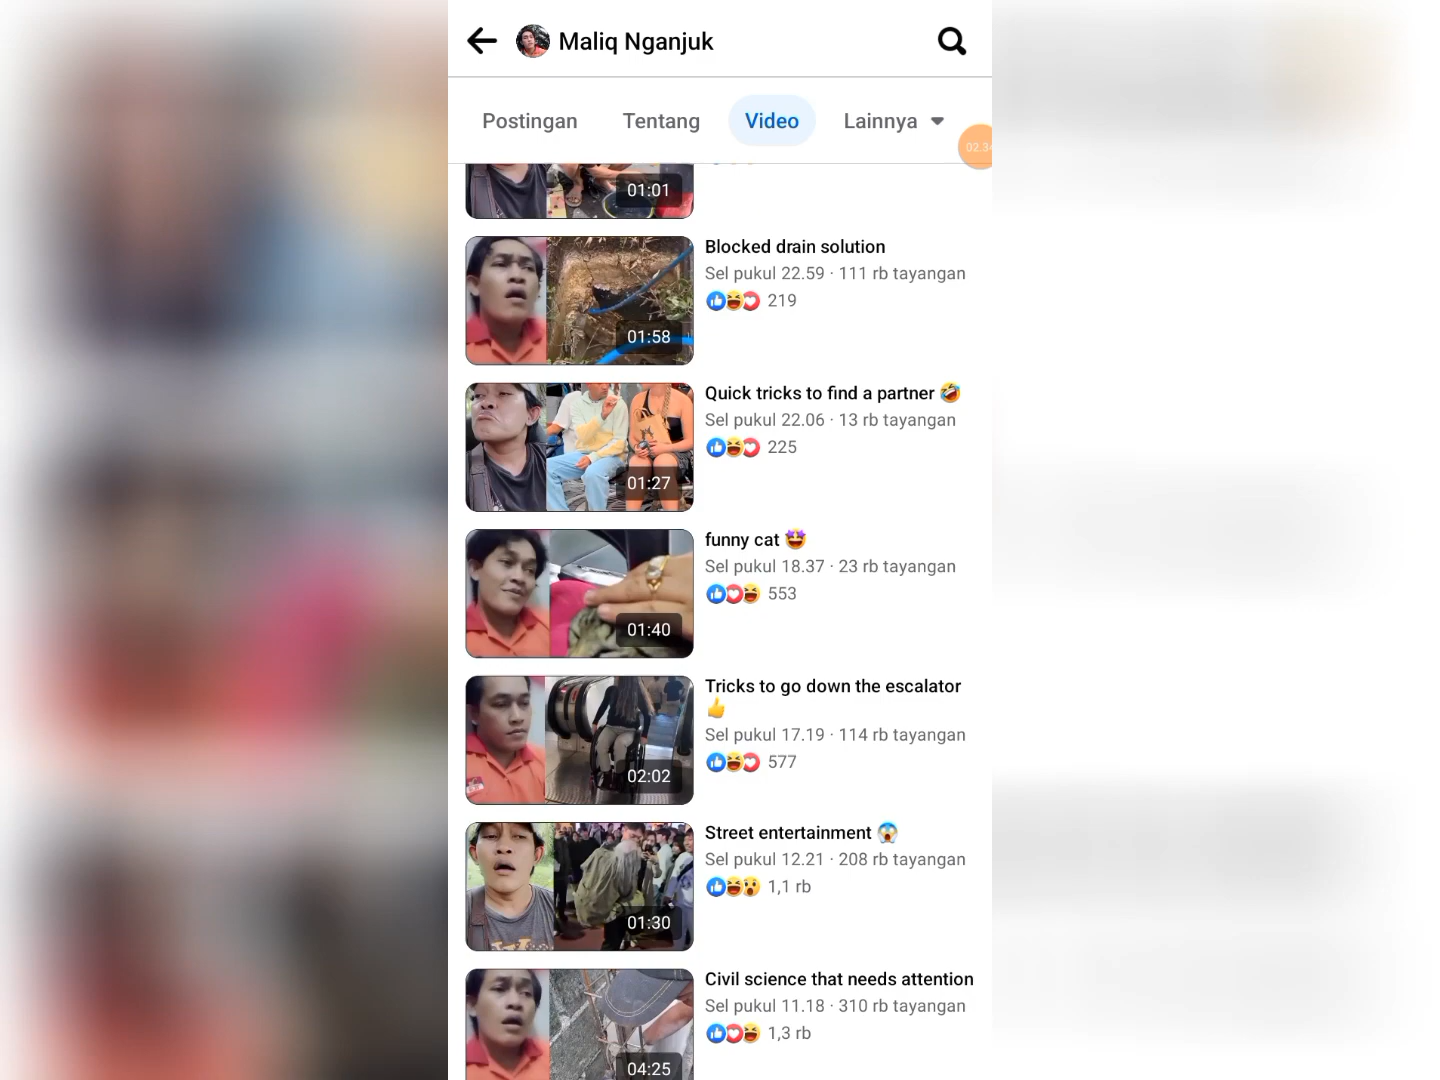 Maliq Nganjuk
Postingan
Tentang
Video
Lainnya
01:01
Blocked drain solution
Sel pukul 22.59 · 111 rb tayangan
219
01:58
Quick tricks to find a partner 🤣
Sel pukul 22.06 · 13 rb tayangan
225
01:27
funny cat 🤩
Sel pukul 18.37 · 23 rb tayangan
553
01:40
Tricks to go down the escalator
👍
Sel pukul 17.19 · 114 rb tayangan
577
02:02
Street entertainment 😱
Sel pukul 12.21 · 208 rb tayangan
1,1 rb
01:30
Civil science that needs attention
Sel pukul 11.18 · 310 rb tayangan
1,3 rb
04:25